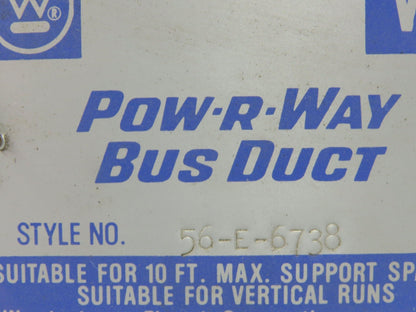 W ®
POW-R-WAY
BUS DUCT
STYLE NO. 56-E-6738
SUITABLE FOR 10 FT. MAX. SUPPORT
SUITABLE FOR VERTICAL RUNS